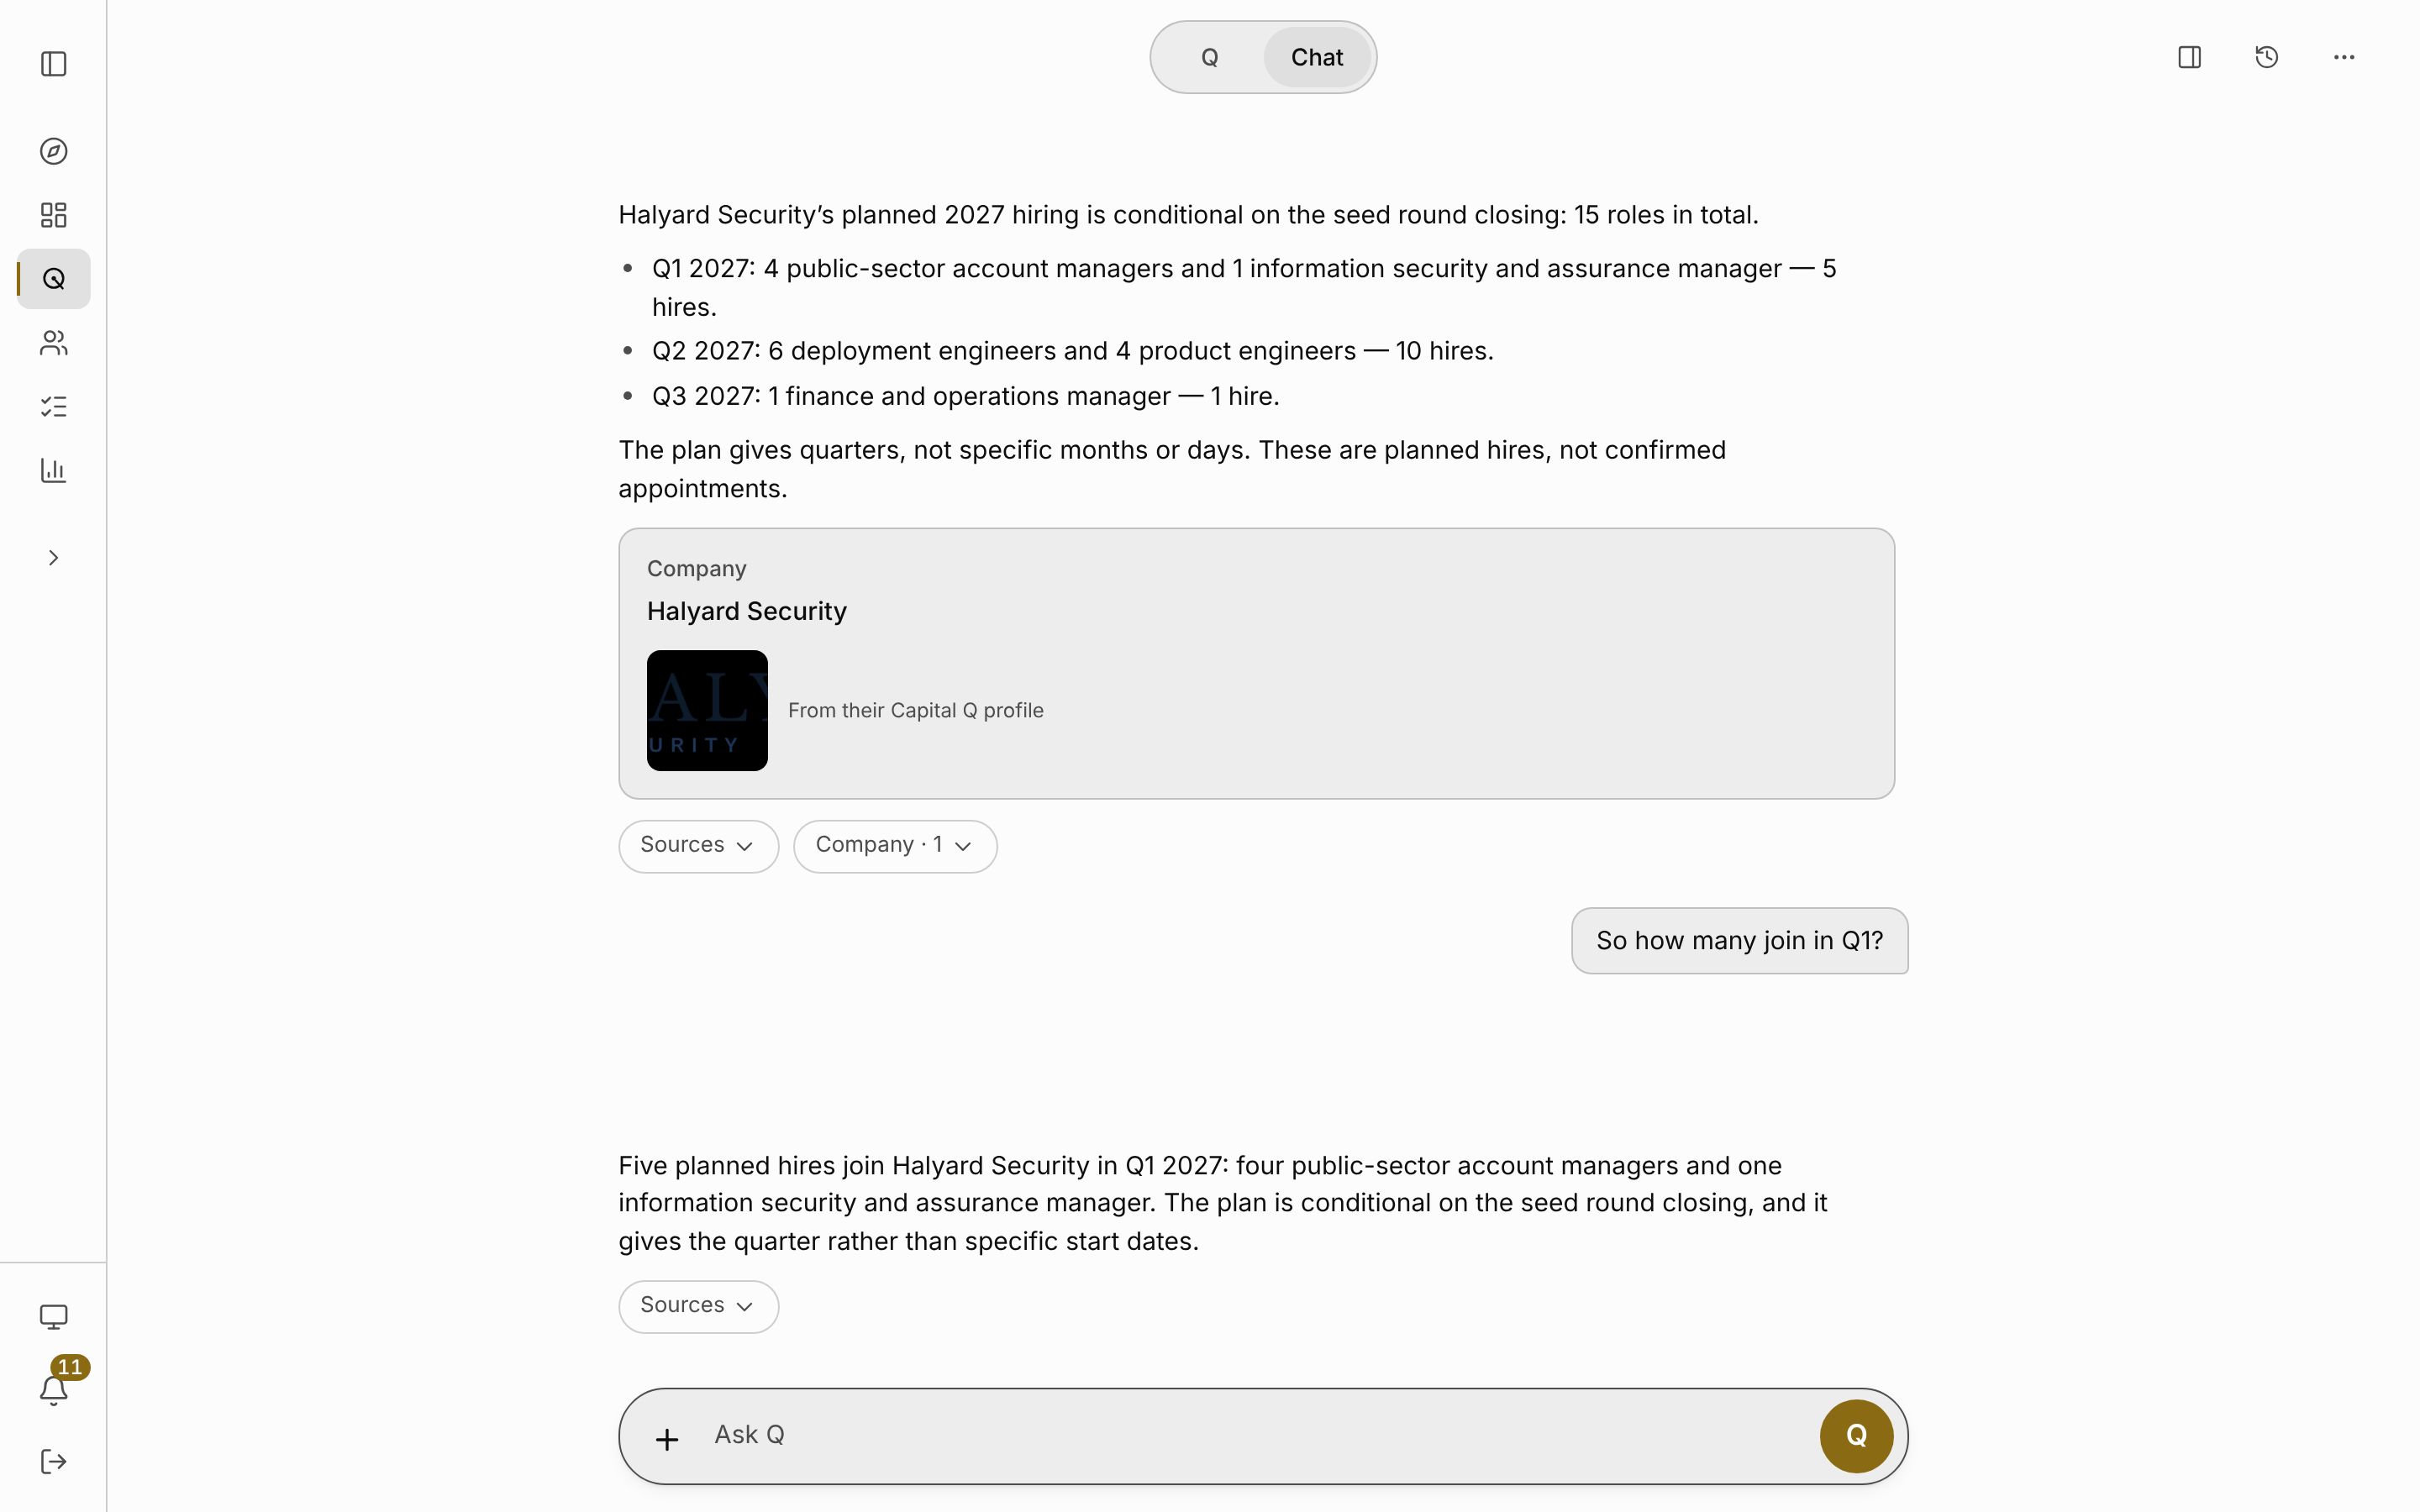 Q
Chat
Halyard Security’s planned 2027 hiring is conditional on the seed round closing: 15 roles in total.
• Q1 2027: 4 public-sector account managers and 1 information security and assurance manager — 5
hires.
• Q2 2027: 6 deployment engineers and 4 product engineers — 10 hires.
• Q3 2027: 1 finance and operations manager — 1 hire.
The plan gives quarters, not specific months or days. These are planned hires, not confirmed
appointments.
Company
Halyard Security
ALY
URITY
From their Capital Q profile
Sources
Company · 1
So how many join in Q1?
Five planned hires join Halyard Security in Q1 2027: four public-sector account managers and one
information security and assurance manager. The plan is conditional on the seed round closing, and it
gives the quarter rather than specific start dates.
Sources
11
Ask Q
Q